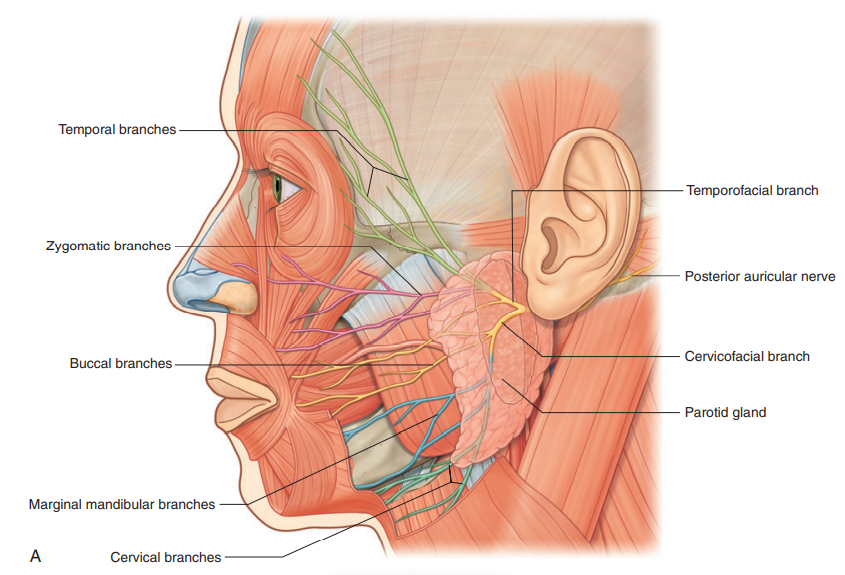 Temporal branches
Temporofacial branch
Zygomatic branches
Posterior auricular nerve
Buccal branches
Cervicofacial branch
Parotid gland
Marginal mandibular branches
A
Cervical branches